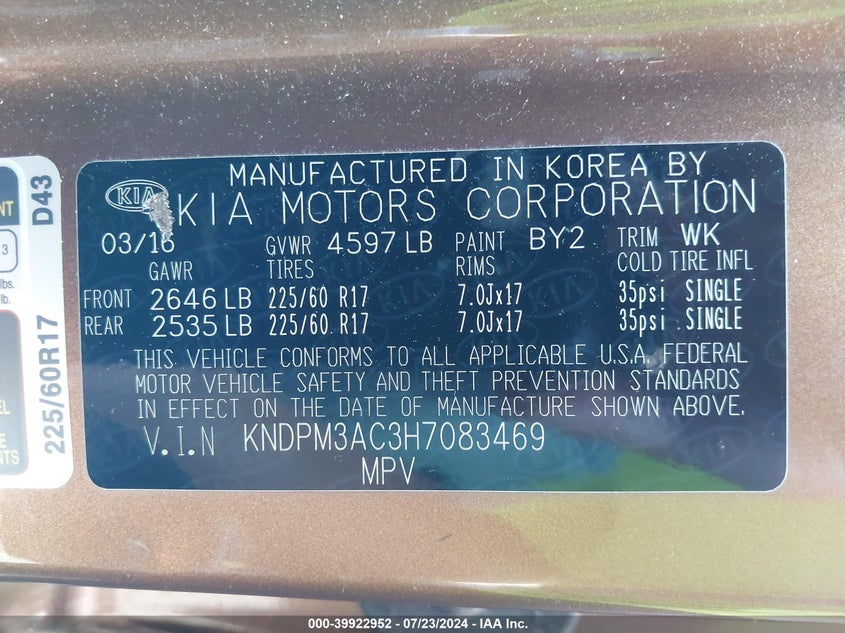 MANUFACTURED IN KOREA BY
KIA KIA MOTORS CORPORATION
03/16 GVWR 4597 LB PAINT BY2 TRIM WK
GAWR TIRES RIMS COLD TIRE INFL
FRONT 2646 LB 225/60 R17 7.0Jx17 35psi SINGLE
REAR 2535 LB 225/60 R17 7.0Jx17 35psi SINGLE
THIS VEHICLE CONFORMS TO ALL APPLICABLE U.S.A. FEDERAL
MOTOR VEHICLE SAFETY AND THEFT PREVENTION STANDARDS
IN EFFECT ON THE DATE OF MANUFACTURE SHOWN ABOVE.
V.I.N KNDPM3AC3H7083469
MPV
225/60R17 D43
3
lbs.
lb.
000-39922952 - 07/23/2024 - IAA Inc.